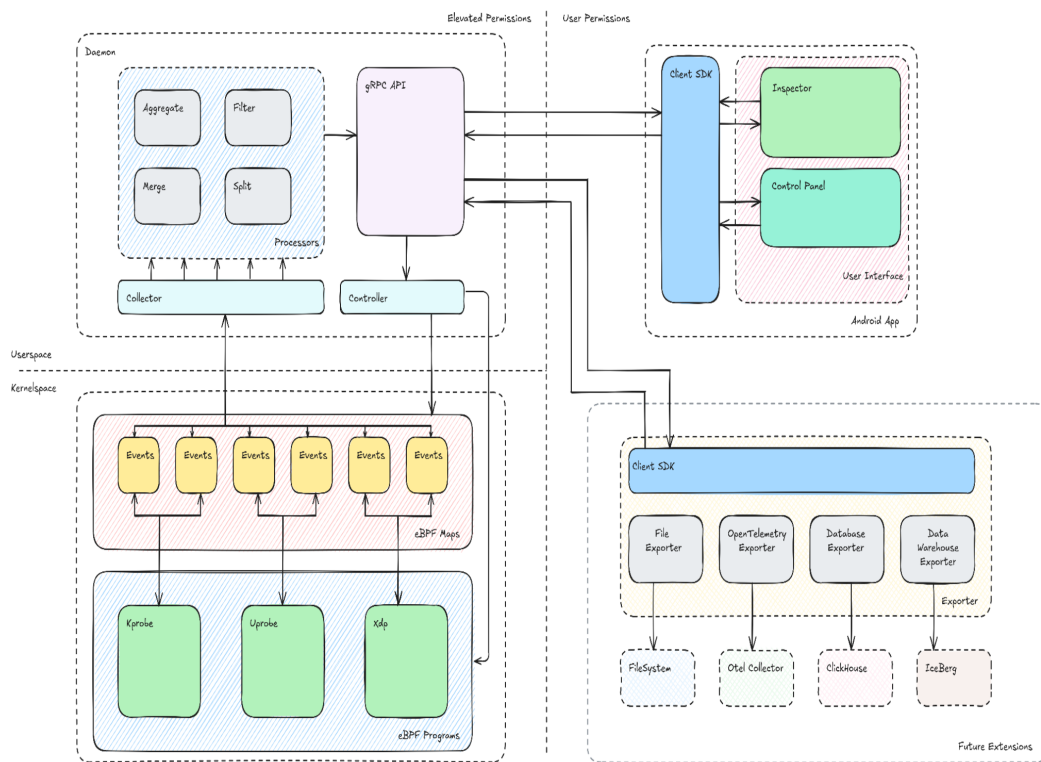 Elevated Permissions
User Permissions
Daemon
Aggregate
Filter
Merge
Split
Processors
gRPC API
Collector
Controller
Client SDK
Inspector
Control Panel
User Interface
Android App
Userspace
Kernelspace
Events
Events
Events
Events
Events
Events
eBPF Maps
Kprobe
Uprobe
Xdp
eBPF Programs
Client SDK
File
Exporter
OpenTelemetry
Exporter
Database
Exporter
Data
Warehouse
Exporter
Exporter
FileSystem
Otel Collector
ClickHouse
IceBerg
Future Extensions